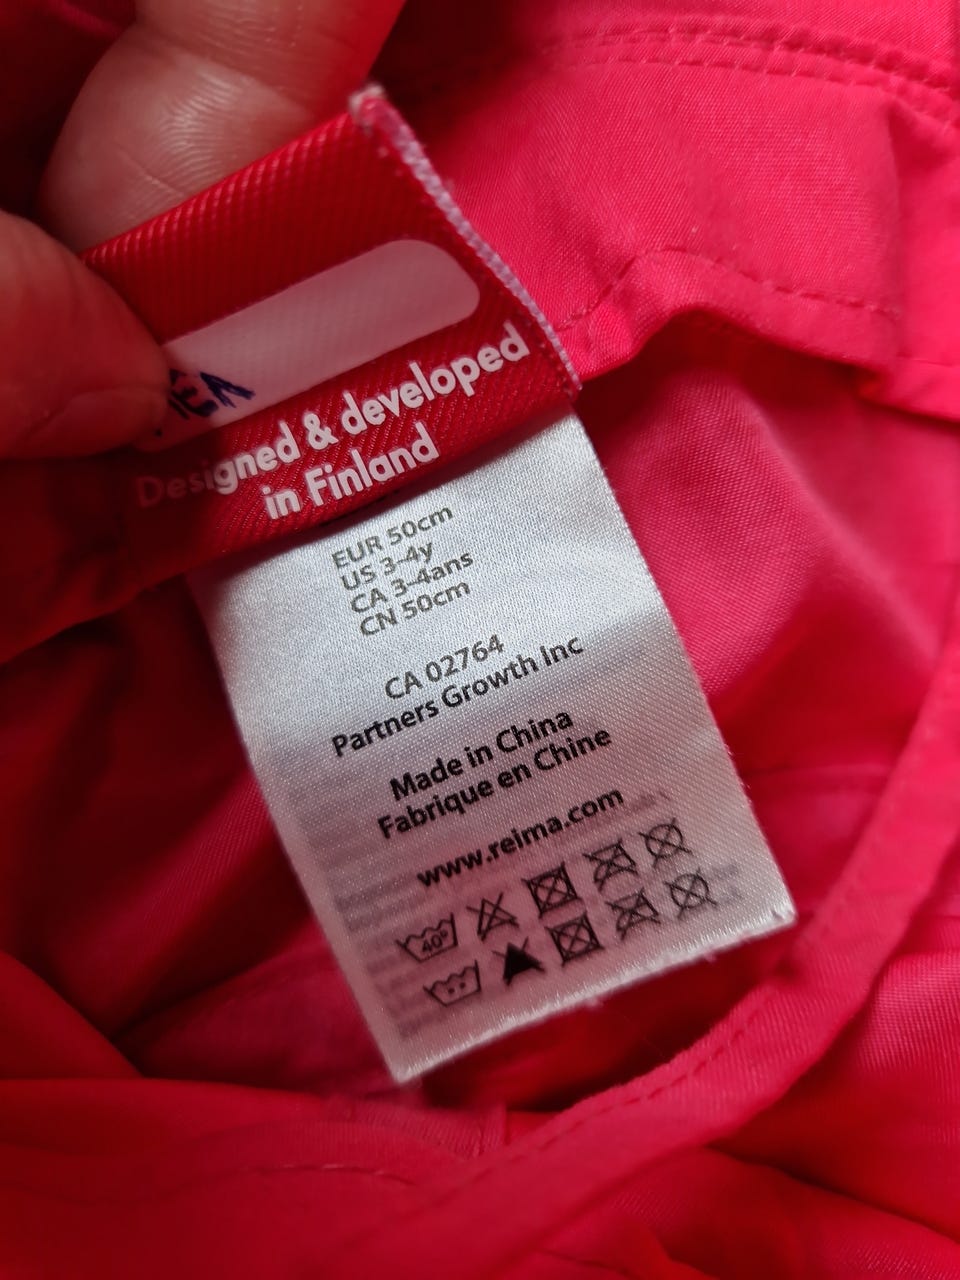 Designed & developed
in Finland
EUR 50cm
US 3-4y
CA 3-4ans
CN 50cm
CA 02764
Partners Growth Inc
Made in China
Fabrique en Chine
www.reima.com
40°